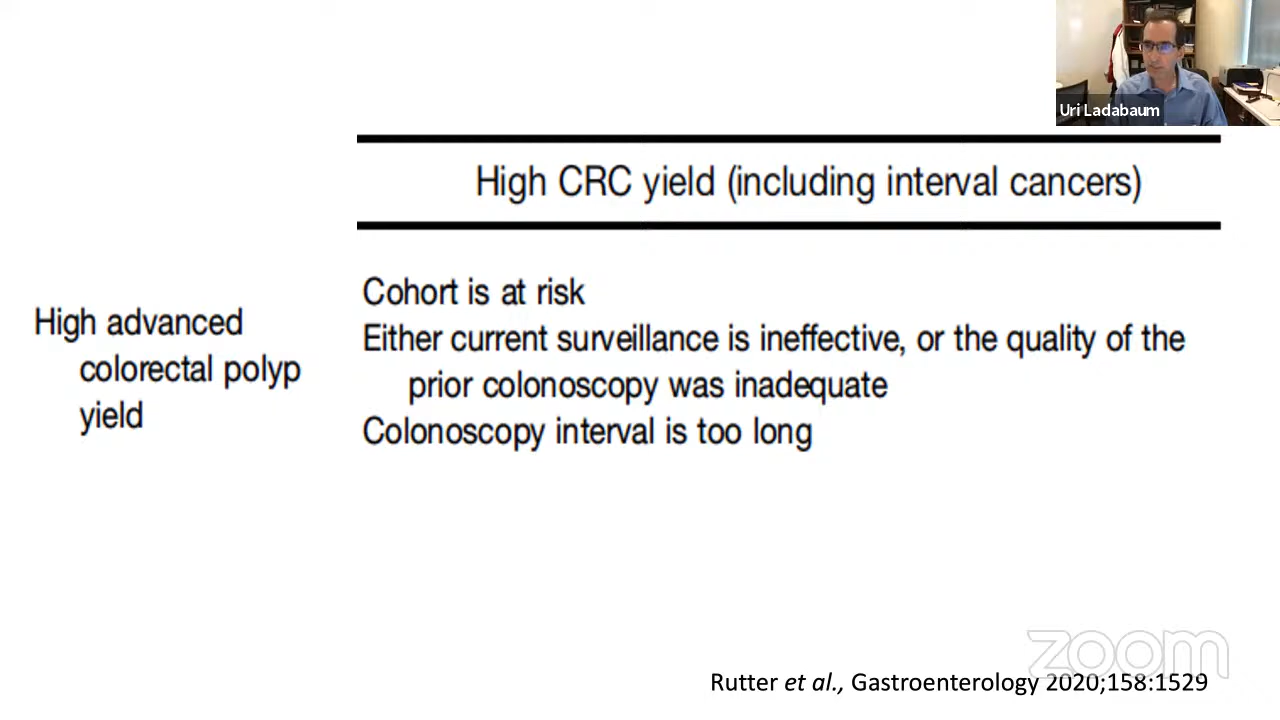 Uri Ladabaum
High CRC yield (including interval cancers)
High advanced
colorectal polyp
yield
Cohort is at risk
Either current surveillance is ineffective, or the quality of the
prior colonoscopy was inadequate
Colonoscopy interval is too long
zoom
Rutter et al., Gastroenterology 2020;158:1529